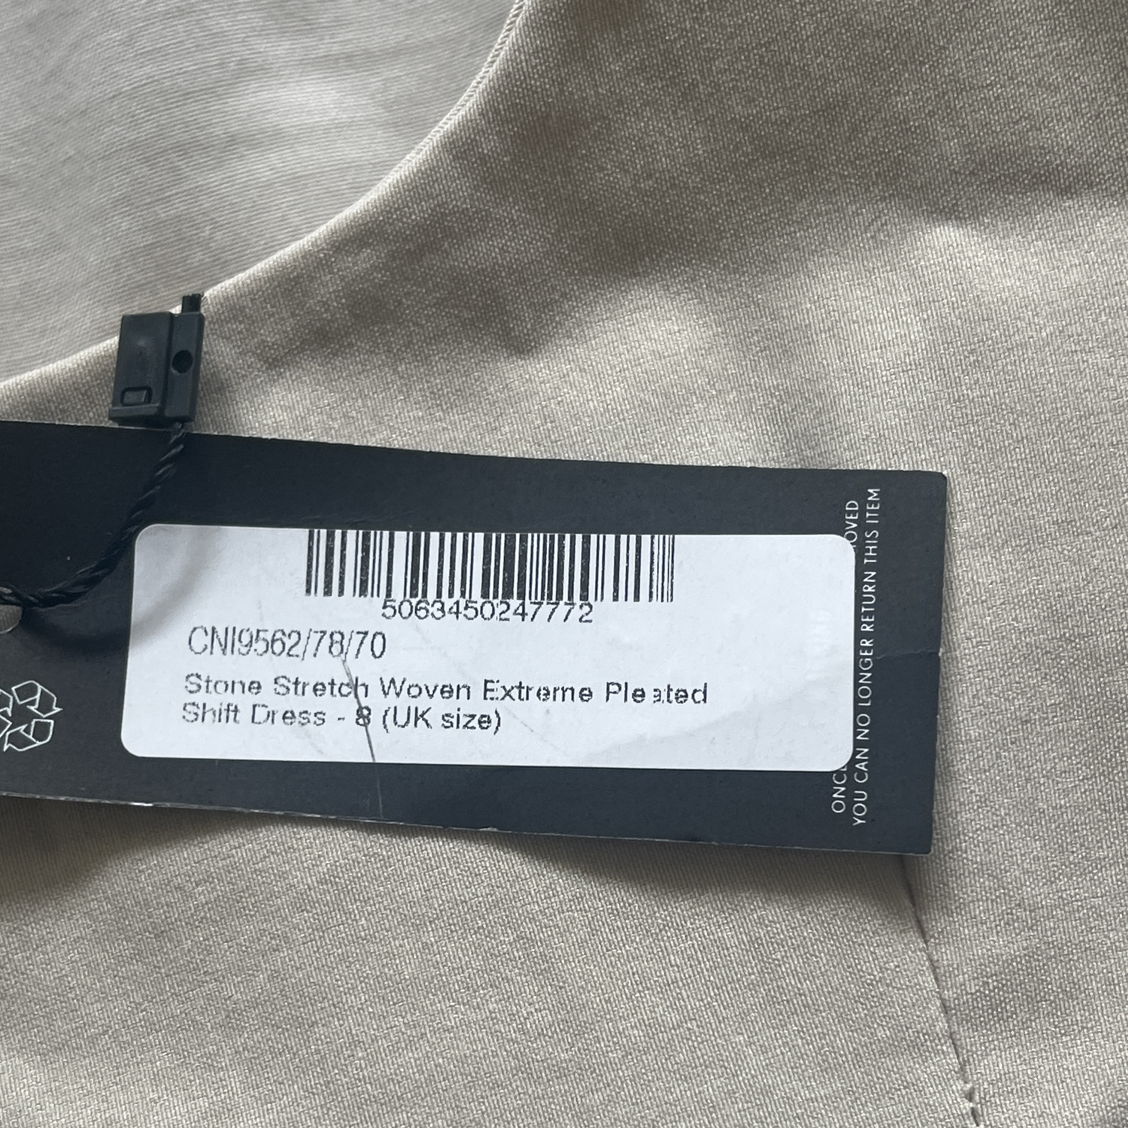 5063450247772
CNI9562/78/70
Stone Stretch Woven Extreme Pleated
Shift Dress - 8 (UK size)
YOU CAN NO LONGER RETURN THIS ITEM